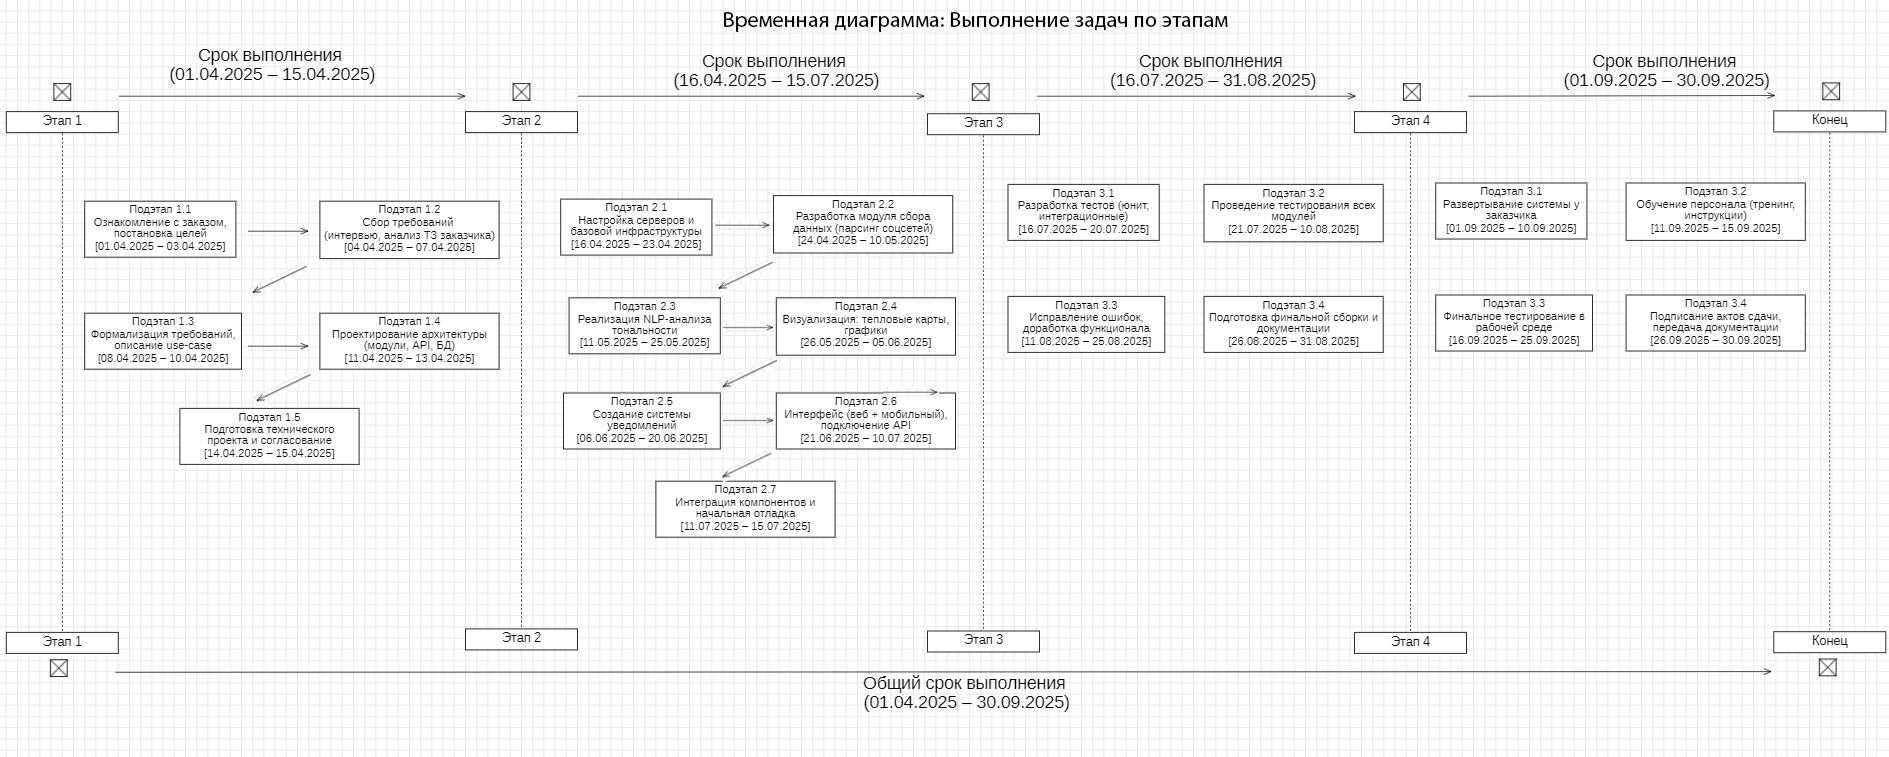 Временная диаграмма: Выполнение задач по этапам
Срок выполнения
(01.04.2025 – 15.04.2025)
Срок выполнения
(16.04.2025 – 15.07.2025)
Срок выполнения
(16.07.2025 – 31.08.2025)
Срок выполнения
(01.09.2025 – 30.09.2025)
Этап 1
Этап 2
Этап 3
Этап 4
Конец
Подэтап 1.1
Ознакомление с заказом,
постановка целей
[01.04.2025 – 03.04.2025]
Подэтап 1.2
Сбор требований
(интервью, анализ ТЗ заказчика)
[04.04.2025 – 07.04.2025]
Подэтап 1.3
Формализация требований,
описание use-case
[08.04.2025 – 10.04.2025]
Подэтап 1.4
Проектирование архитектуры
(модули, API, БД)
[11.04.2025 – 13.04.2025]
Подэтап 1.5
Подготовка технического
проекта и согласование
[14.04.2025 – 15.04.2025]
Подэтап 2.1
Настройка серверов и
базовой инфраструктуры
[16.04.2025 – 23.04.2025]
Подэтап 2.2
Разработка модуля сбора
данных (парсинг соцсетей)
[24.04.2025 – 10.05.2025]
Подэтап 2.3
Реализация NLP-анализа
тональности
[11.05.2025 – 25.05.2025]
Подэтап 2.4
Визуализация: тепловые карты,
графики
[26.05.2025 – 05.06.2025]
Подэтап 2.5
Создание системы
уведомлений
[06.06.2025 – 20.06.2025]
Подэтап 2.6
Интерфейс (веб + мобильный),
подключение API
[21.06.2025 – 10.07.2025]
Подэтап 2.7
Интеграция компонентов и
начальная отладка
[11.07.2025 – 15.07.2025]
Подэтап 3.1
Разработка тестов (юнит,
интеграционные)
[16.07.2025 – 20.07.2025]
Подэтап 3.2
Проведение тестирования всех
модулей
[21.07.2025 – 10.08.2025]
Подэтап 3.3
Исправление ошибок,
доработка функционала
[11.08.2025 – 25.08.2025]
Подэтап 3.4
Подготовка финальной сборки и
документации
[26.08.2025 – 31.08.2025]
Подэтап 3.1
Развертывание системы у
заказчика
[01.09.2025 – 10.09.2025]
Подэтап 3.2
Обучение персонала (тренинг,
инструкции)
[11.09.2025 – 15.09.2025]
Подэтап 3.3
Финальное тестирование в
рабочей среде
[16.09.2025 – 25.09.2025]
Подэтап 3.4
Подписание актов сдачи,
передача документации
[26.09.2025 – 30.09.2025]
Этап 1
Этап 2
Этап 3
Этап 4
Конец
Общий срок выполнения
(01.04.2025 – 30.09.2025)